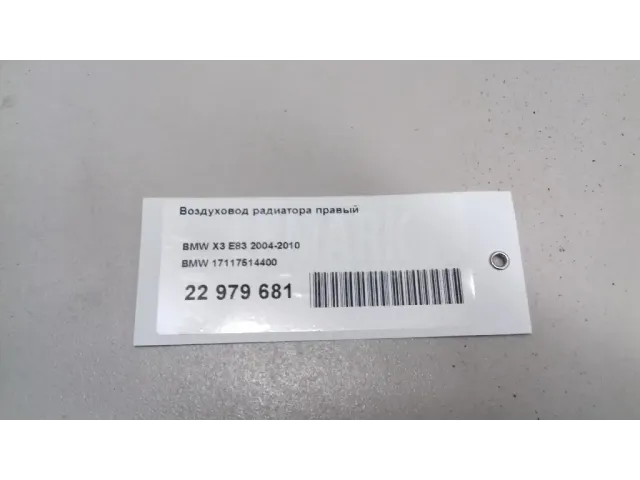 Воздуховод радиатора правый
BMW X3 E83 2004-2010
BMW 17117514400
22 979 681